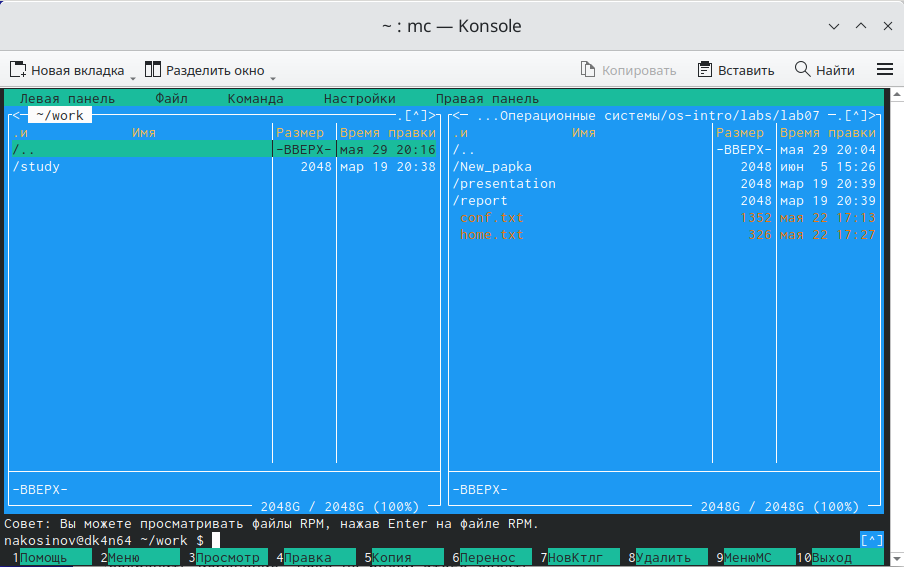 ~ : mc — Konsole
Новая вкладка Разделить окно Копировать Вставить Найти
Левая панель Файл Команда Настройки Правая панель
<─ ~/work .[^]> <─ ...Операционные системы/os-intro/labs/lab07 ─.[^]>
.и Имя Размер Время правки .и Имя Размер Время правки
/.. -ВВЕРХ- мая 29 20:16 /.. -ВВЕРХ- мая 29 20:04
/study 2048 мар 19 20:38 /New_papka 2048 июн 5 15:26
/presentation 2048 мар 19 20:39
/report 2048 мар 19 20:39
conf.txt 1352 мая 22 17:13
home.txt 326 мая 22 17:27
-ВВЕРХ- -ВВЕРХ-
2048G / 2048G (100%) 2048G / 2048G (100%)
Совет: Вы можете просматривать файлы RPM, нажав Enter на файле RPM.
nakosinov@dk4n64 ~/work $ [^]
1Помощь 2Меню 3Просмотр 4Правка 5Копия 6Перенос 7НовКтлг 8Удалить 9МенюМС 10Выход